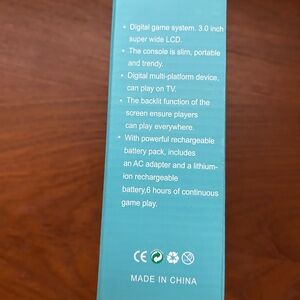 • Digital game system. 3.0 inch
super wide LCD.
• The console is slim, portable
and trendy.
• Digital multi-platform device,
can play on TV.
• The backlit function of the
screen ensure players
can play everywhere.
• With powerful rechargeable
battery pack, includes
an AC adapter and a lithium-
ion rechargeable
battery,6 hours of continuous
game play.
CE
MADE IN CHINA